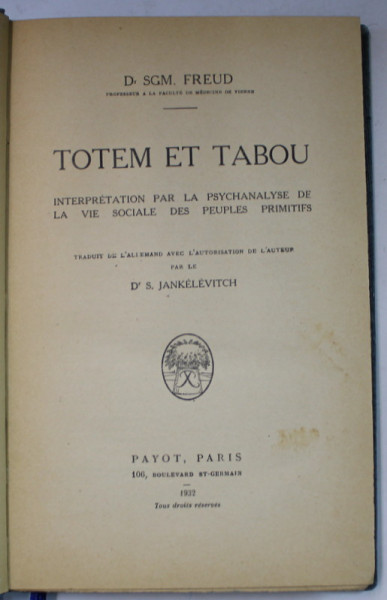 Dr SGM. FREUD
PROFESSEUR A LA FACULTÉ DE MÉDECINE DE VIENNE
TOTEM ET TABOU
INTERPRÉTATION PAR LA PSYCHANALYSE DE
LA VIE SOCIALE DES PEUPLES PRIMITIFS
TRADUIT DE L'ALLEMAND AVEC L'AUTORISATION DE L'AUTEUR
PAR LE
Dr S. JANKÉLÉVITCH
PAYOT, PARIS
106, BOULEVARD ST-GERMAIN
1932
Tous droits réservés